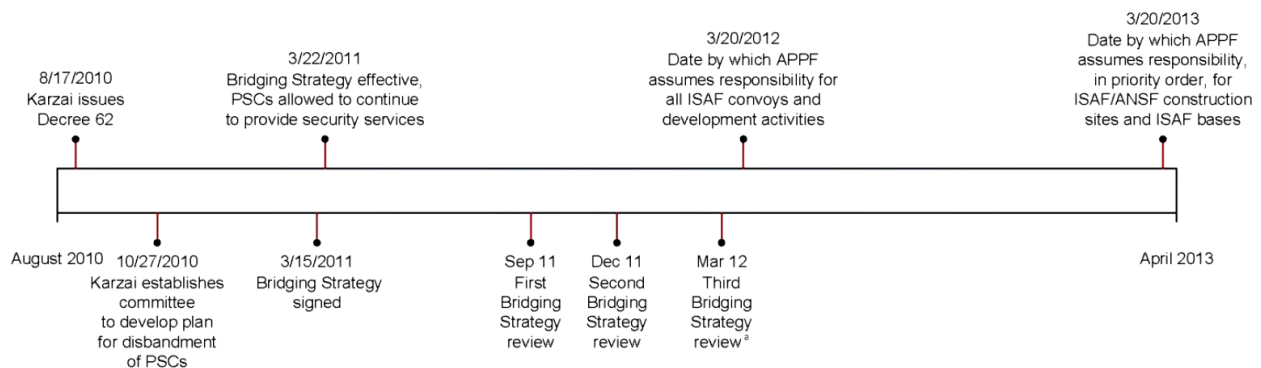 8/17/2010
Karzai issues
Decree 62
3/22/2011
Bridging Strategy effective,
PSCs allowed to continue
to provide security services
3/20/2012
Date by which APPF
assumes responsibility for
all ISAF convoys and
development activities
3/20/2013
Date by which APPF
assumes responsibility,
in priority order, for
ISAF/ANSF construction
sites and ISAF bases
August 2010
10/27/2010
Karzai establishes
committee
to develop plan
for disbandment
of PSCs
3/15/2011
Bridging Strategy
signed
Sep 11
First
Bridging
Strategy
review
Dec 11
Second
Bridging
Strategy
review
Mar 12
Third
Bridging
Strategy
review a
April 2013